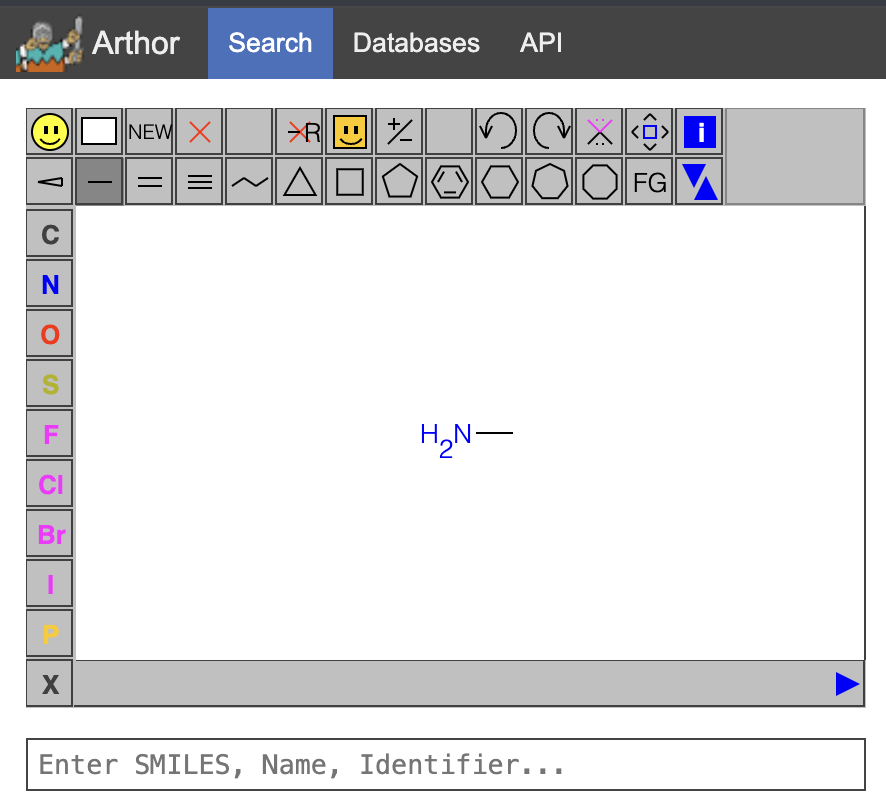 Arthor Search Databases API
NEW R +/− i
FG
C
N
O
S
H₂N
F
Cl
Br
I
P
X
Enter SMILES, Name, Identifier...